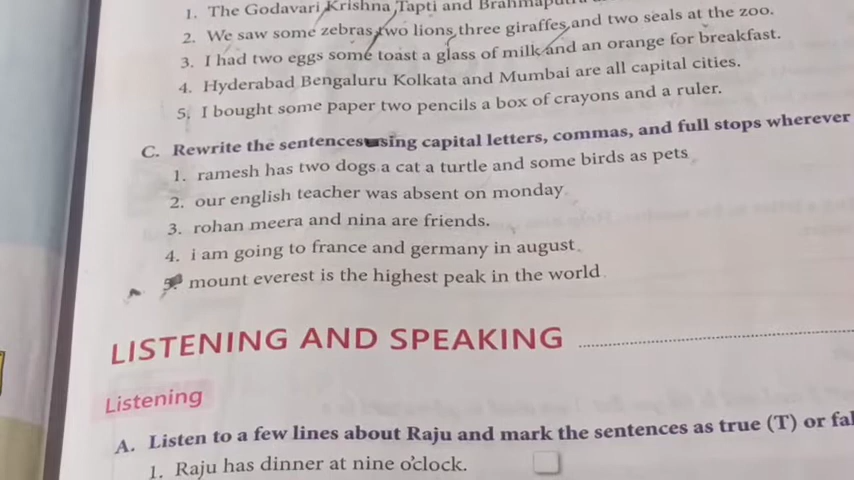 1. The Godavari Krishna Tapti and Brahmaputra
2. We saw some zebras, two lions, three giraffes, and two seals at the zoo.
3. I had two eggs some toast a glass of milk and an orange for breakfast.
4. Hyderabad Bengaluru Kolkata and Mumbai are all capital cities.
5. I bought some paper two pencils a box of crayons and a ruler.
C. Rewrite the sentences using capital letters, commas, and full stops wherever
1. ramesh has two dogs a cat a turtle and some birds as pets
2. our english teacher was absent on monday
3. rohan meera and nina are friends.
4. i am going to france and germany in august
5. mount everest is the highest peak in the world
LISTENING AND SPEAKING
Listening
A. Listen to a few lines about Raju and mark the sentences as true (T) or fal
1. Raju has dinner at nine o'clock.